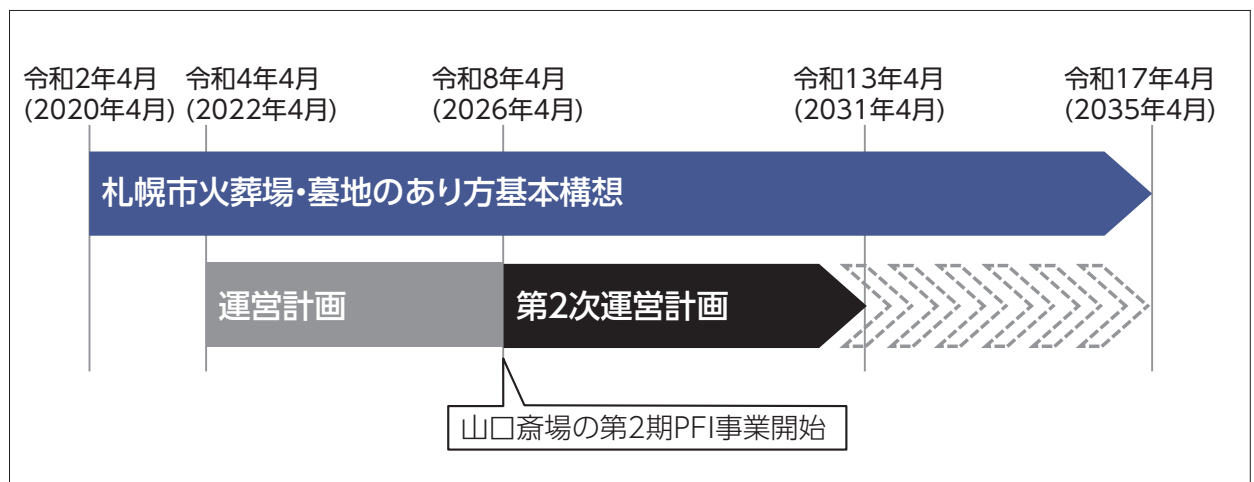 令和2年4月
(2020年4月)
令和4年4月
(2022年4月)
令和8年4月
(2026年4月)
令和13年4月
(2031年4月)
令和17年4月
(2035年4月)
札幌市火葬場・墓地のあり方基本構想
運営計画
第2次運営計画
山口斎場の第2期PFI事業開始